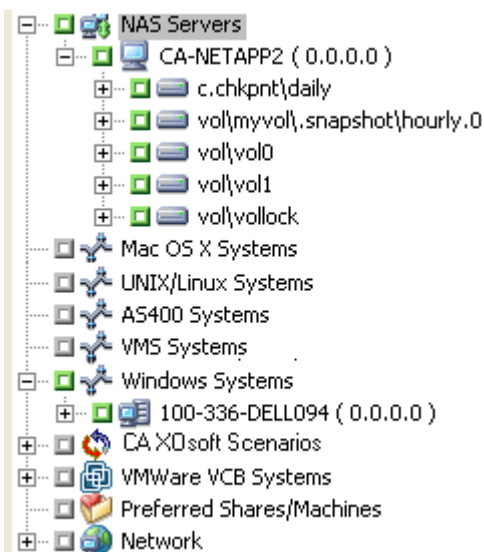 NAS Servers
CA-NETAPP2 ( 0.0.0.0 )
c.chkpnt\daily
vol\myvol\.snapshot\hourly.0
vol\vol0
vol\vol1
vol\vollock
Mac OS X Systems
UNIX/Linux Systems
AS400 Systems
VMS Systems
Windows Systems
100-336-DELL094 ( 0.0.0.0 )
CA XOsoft Scenarios
VMWare VCB Systems
Preferred Shares/Machines
Network